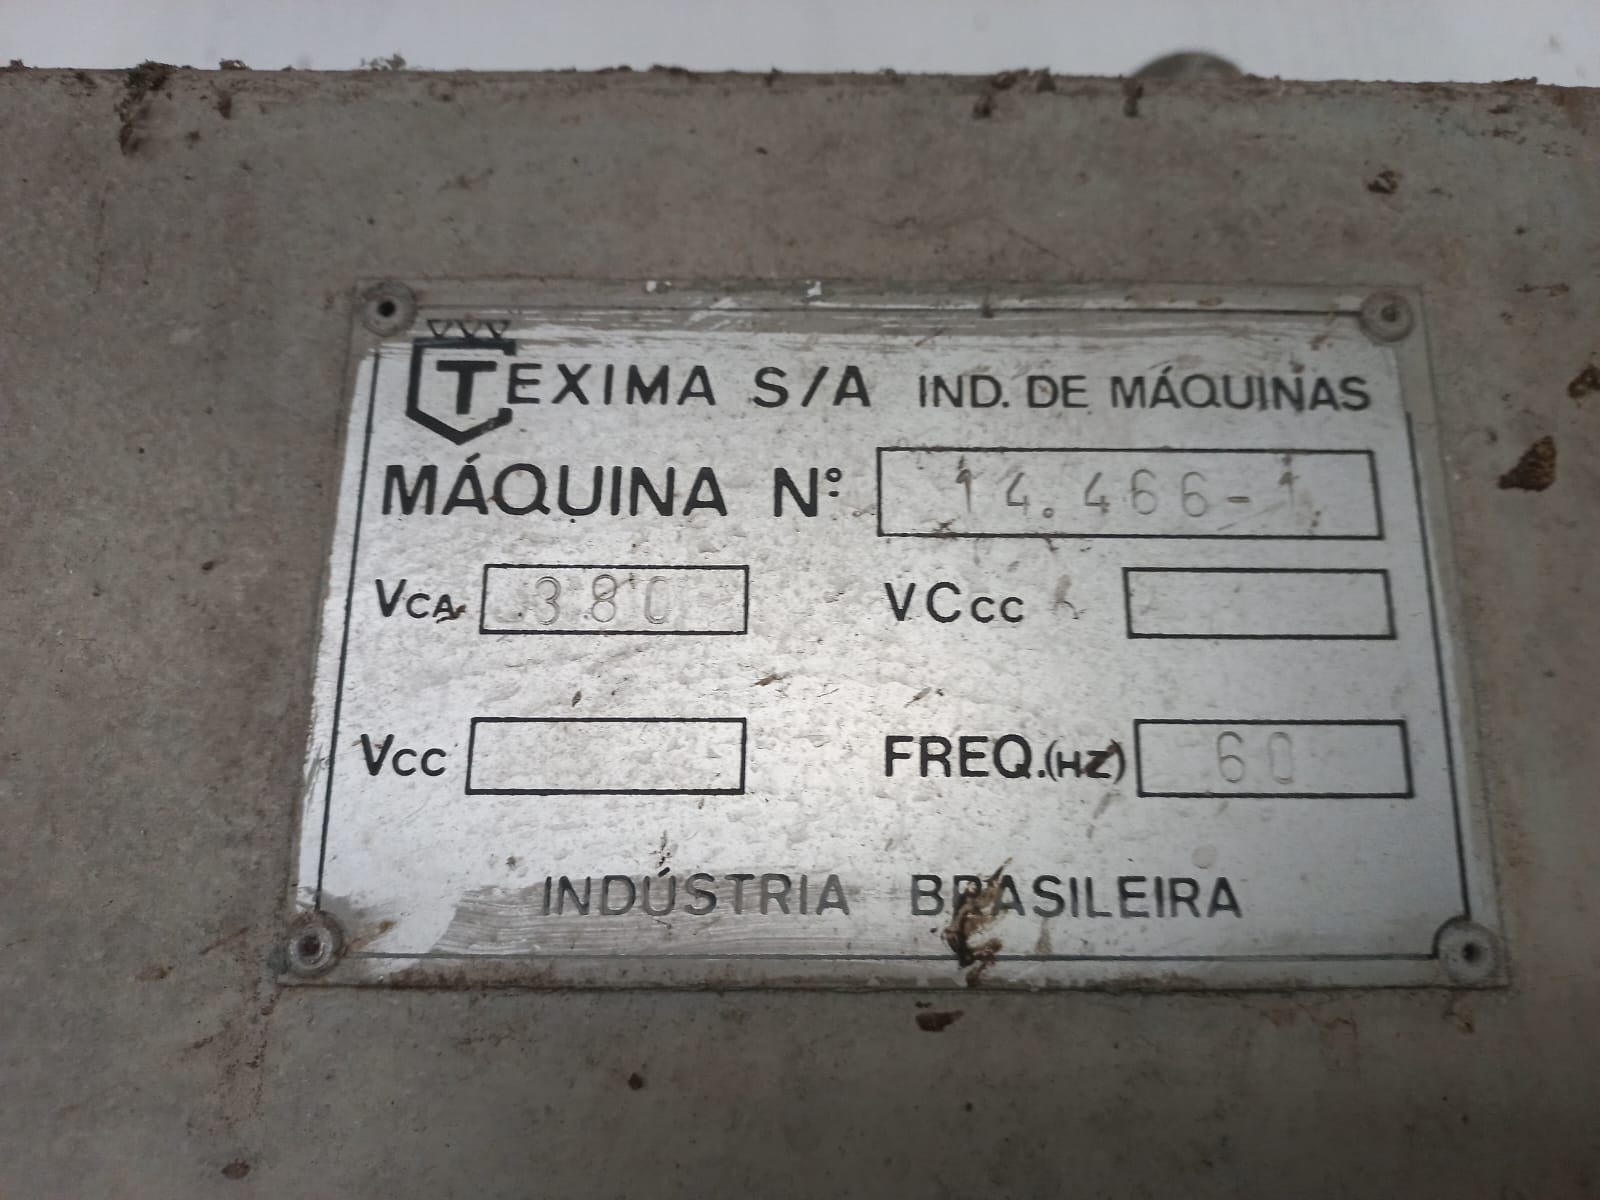 TEXIMA S/A IND. DE MÁQUINAS
MÁQUINA Nº 14.466-1
VCA 380 VCCC
VCC FREQ.(HZ) 60
INDÚSTRIA BRASILEIRA